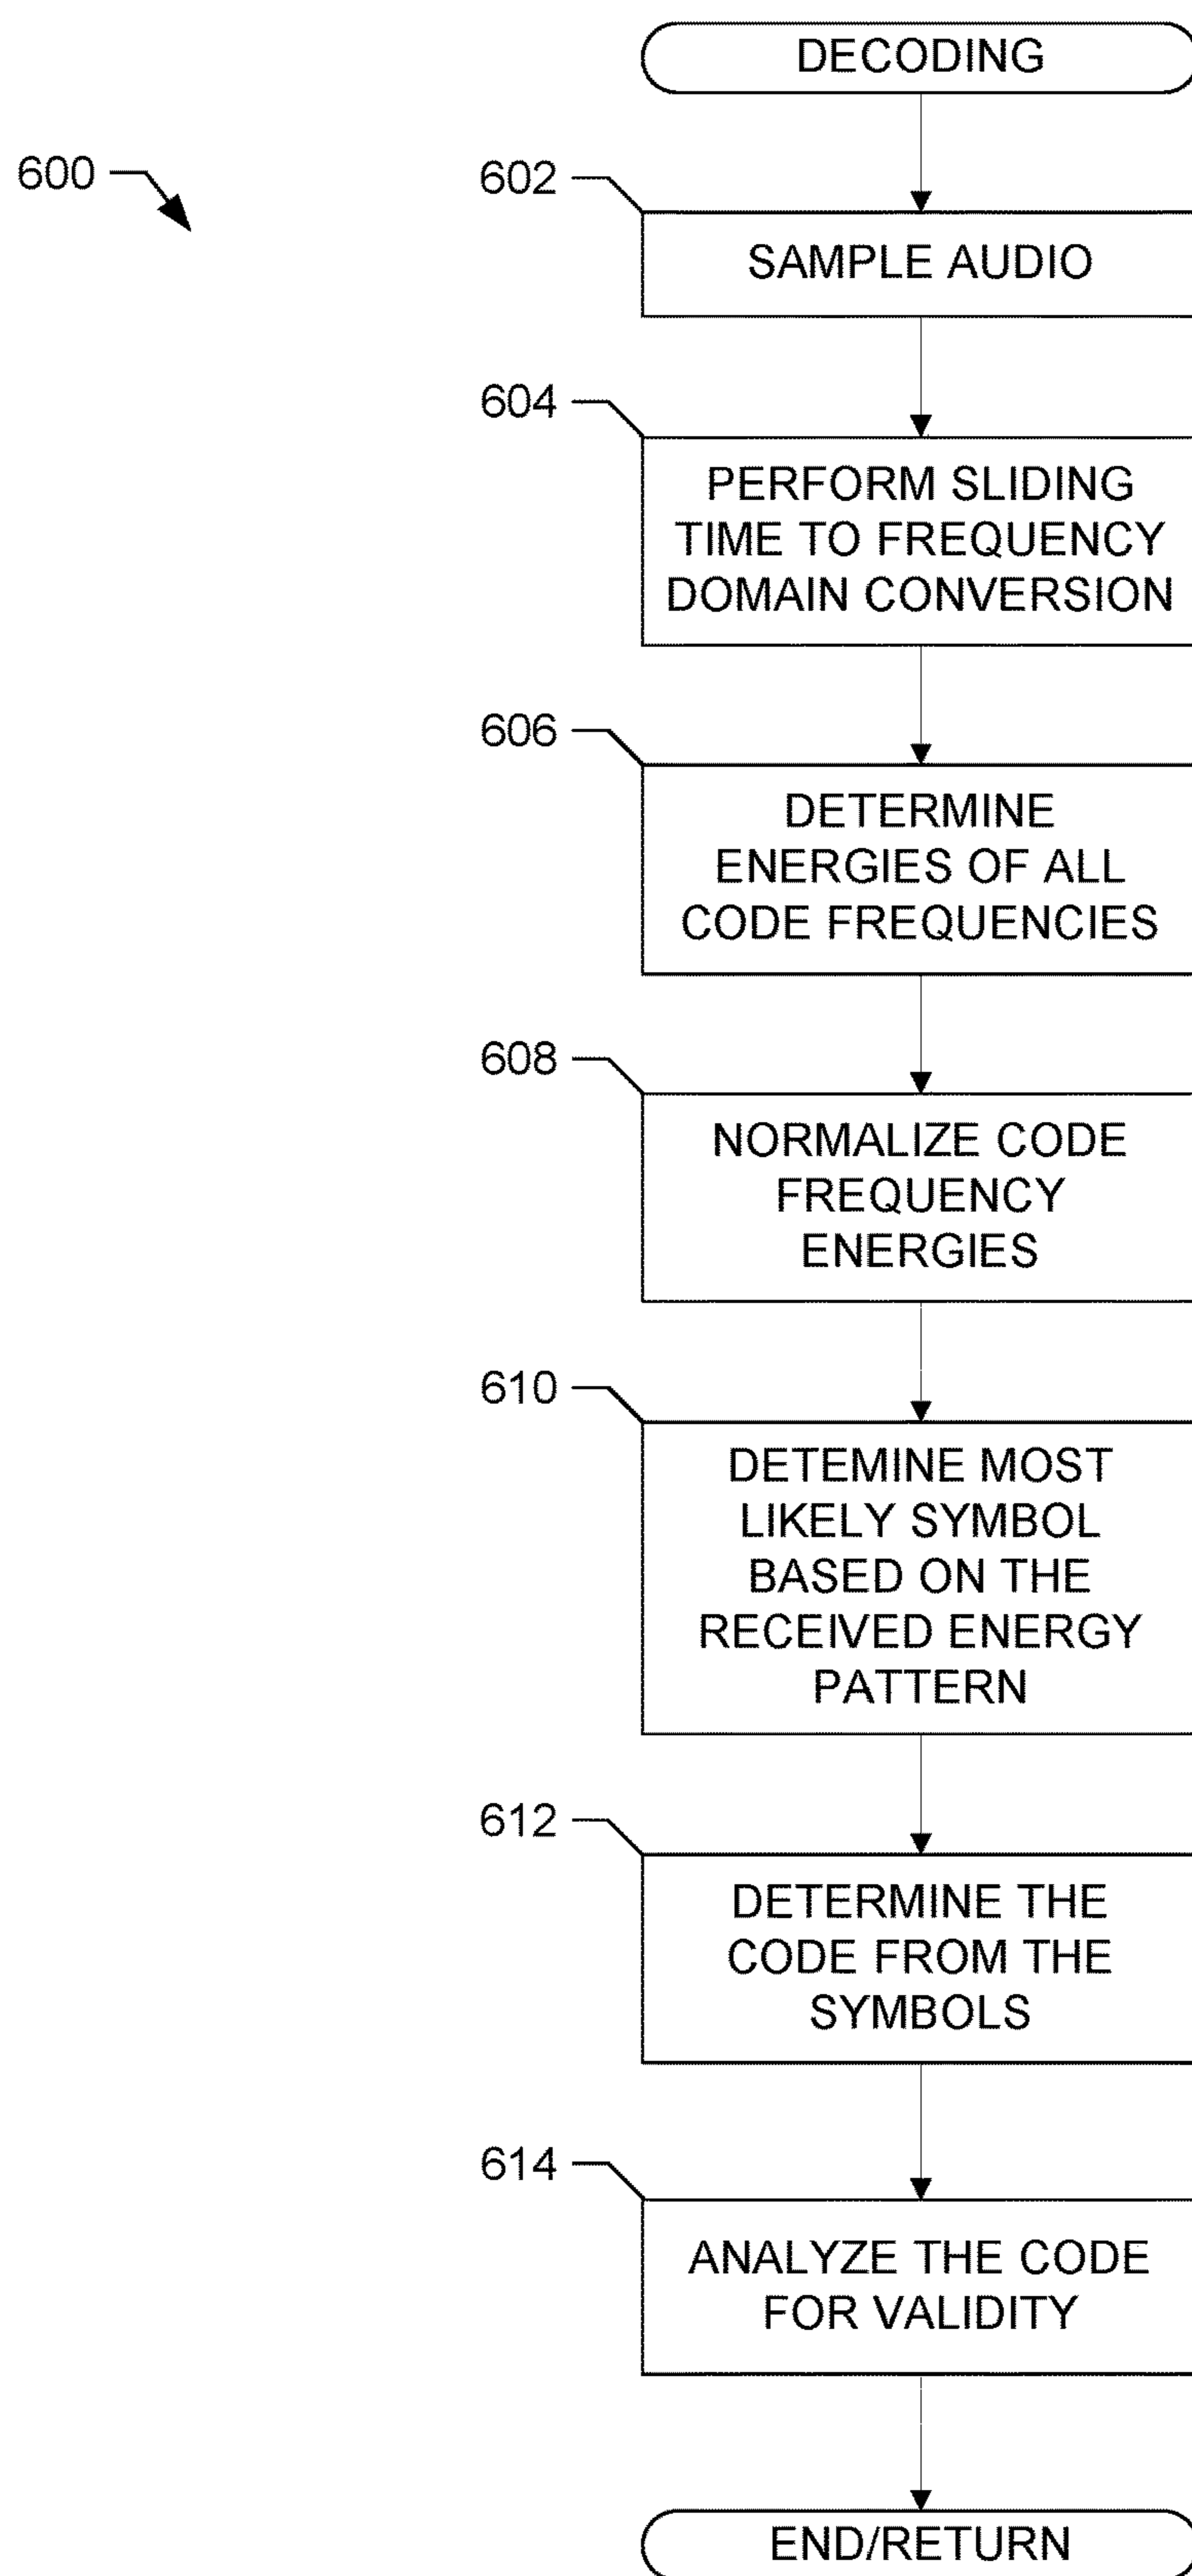 DECODING
600
602
SAMPLE AUDIO
604
PERFORM SLIDING
TIME TO FREQUENCY
DOMAIN CONVERSION
606
DETERMINE
ENERGIES OF ALL
CODE FREQUENCIES
608
NORMALIZE CODE
FREQUENCY
ENERGIES
610
DETEMINE MOST
LIKELY SYMBOL
BASED ON THE
RECEIVED ENERGY
PATTERN
612
DETERMINE THE
CODE FROM THE
SYMBOLS
614
ANALYZE THE CODE
FOR VALIDITY
END/RETURN